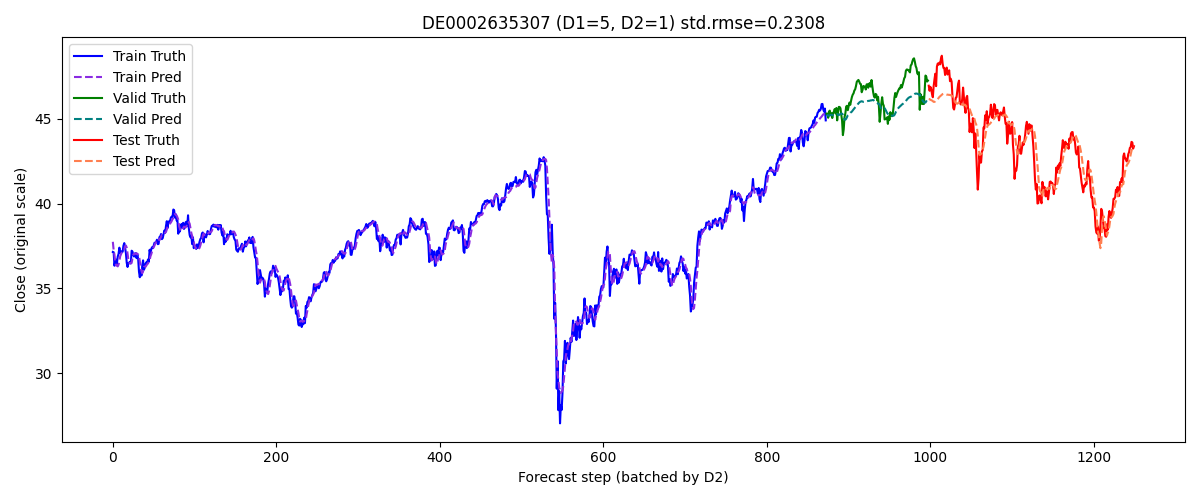 DE0002635307 (D1=5, D2=1) std.rmse=0.2308
Train Truth
Train Pred
Valid Truth
Valid Pred
Test Truth
Test Pred
Close (original scale)
45
40
35
30
0 200 400 600 800 1000 1200
Forecast step (batched by D2)